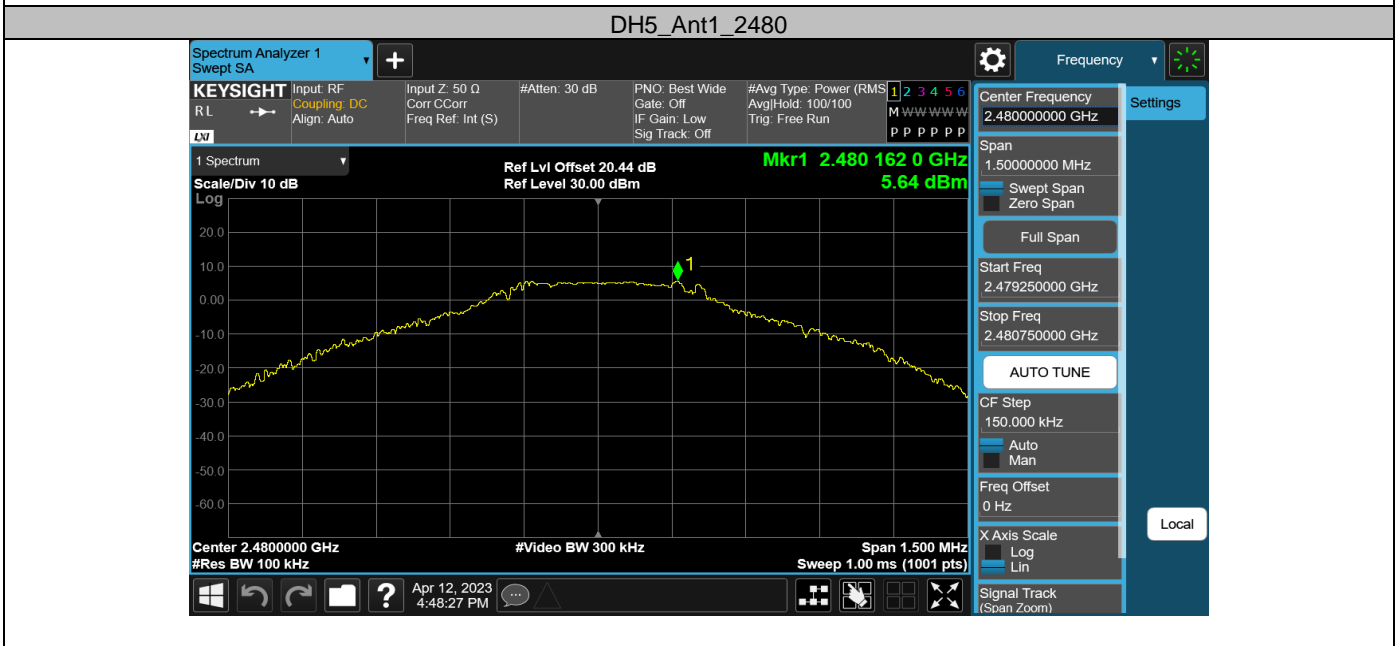 DH5_Ant1_2480
Spectrum Analyzer 1
Swept SA
Frequency
KEYSIGHT
RL
LXI
Input: RF
Coupling: DC
Align: Auto
Input Z: 50 Ω
Corr CCorr
Freq Ref: Int (S)
#Atten: 30 dB
PNO: Best Wide
Gate: Off
IF Gain: Low
Sig Track: Off
#Avg Type: Power (RMS
Avg|Hold: 100/100
Trig: Free Run
1 2 3 4 5 6
M W W W W W
P P P P P P
1 Spectrum
Scale/Div 10 dB
Log
Ref Lvl Offset 20.44 dB
Ref Level 30.00 dBm
Mkr1 2.480 162 0 GHz
5.64 dBm
1
20.0
10.0
0.00
-10.0
-20.0
-30.0
-40.0
-50.0
-60.0
Center 2.4800000 GHz
#Video BW 300 kHz
Span 1.500 MHz
#Res BW 100 kHz
Sweep 1.00 ms (1001 pts)
Center Frequency
2.480000000 GHz
Settings
Span
1.50000000 MHz
Swept Span
Zero Span
Full Span
Start Freq
2.479250000 GHz
Stop Freq
2.480750000 GHz
AUTO TUNE
CF Step
150.000 kHz
Auto
Man
Freq Offset
0 Hz
Local
X Axis Scale
Log
Lin
Signal Track
(Span Zoom)
?
Apr 12, 2023
4:48:27 PM